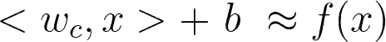 < w_c, x > + b ≈ f(x)